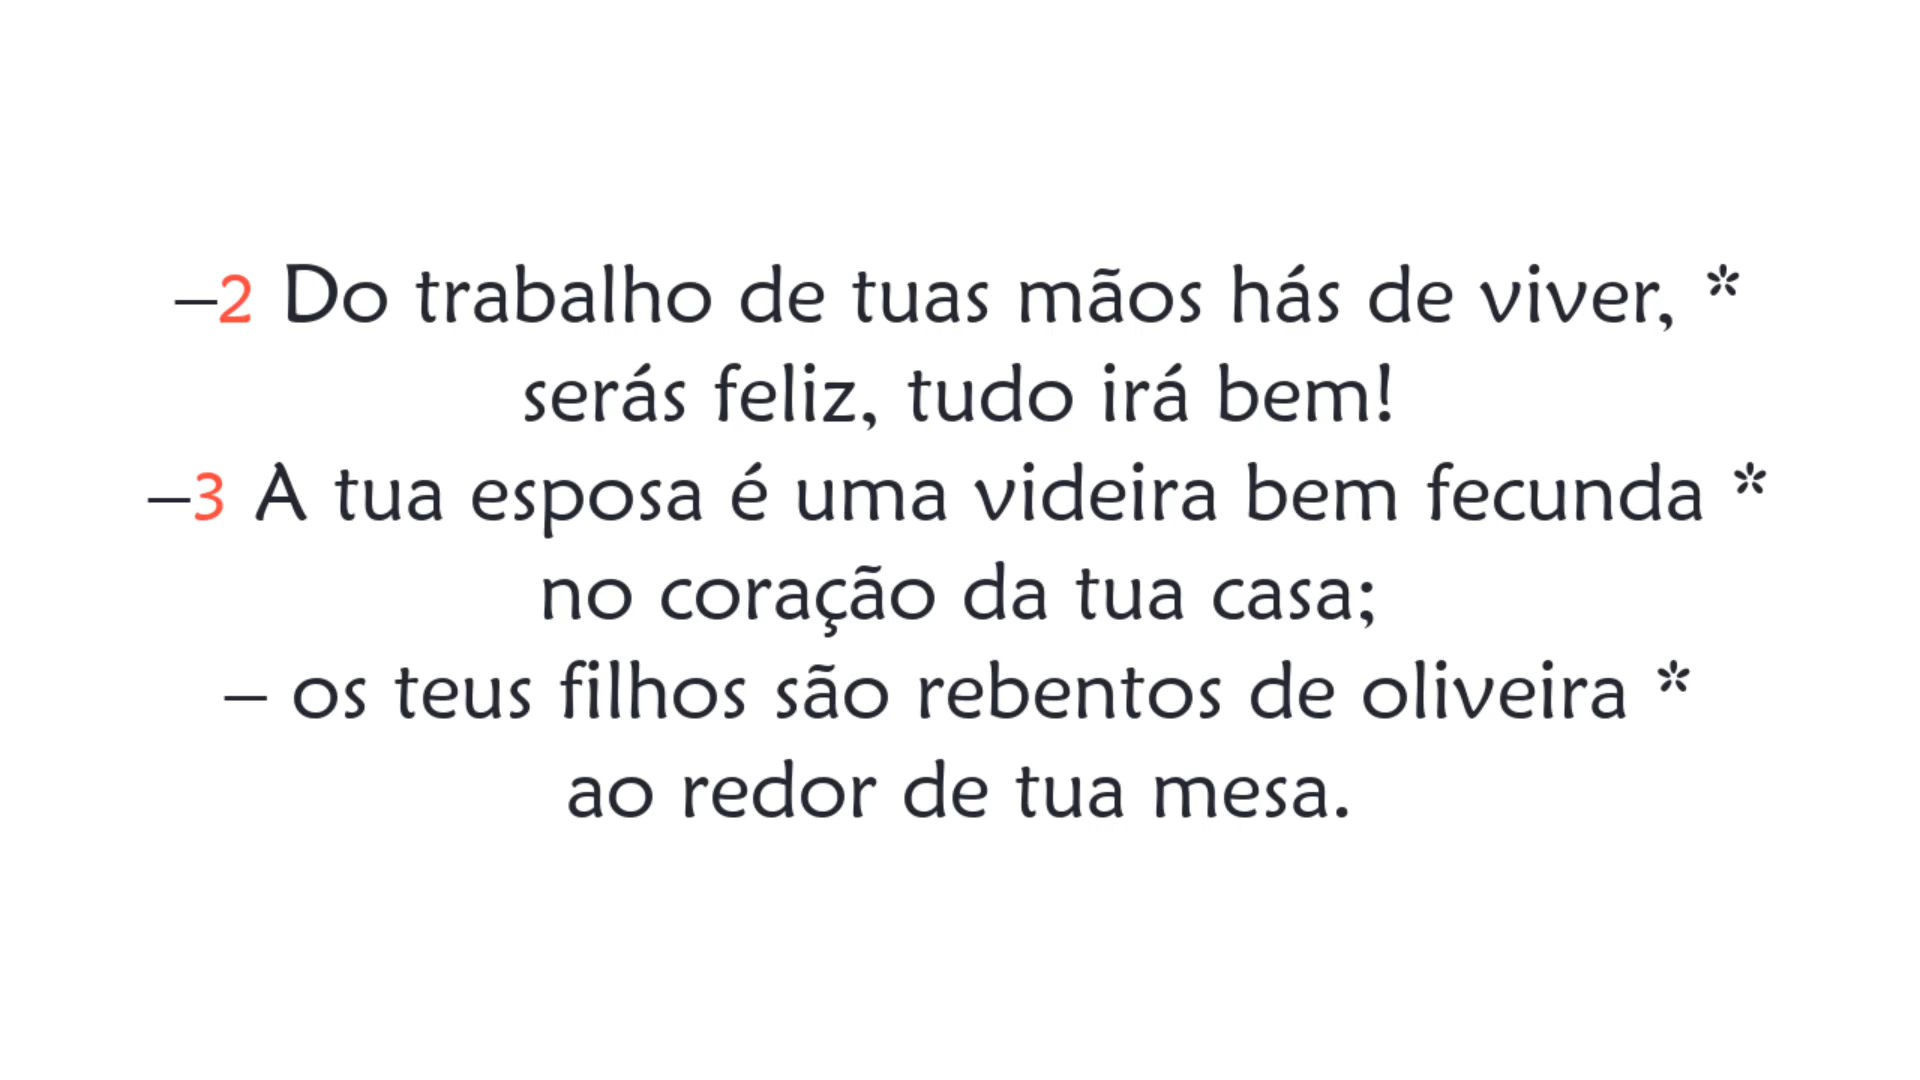 –2 Do trabalho de tuas mãos hás de viver, *
serás feliz, tudo irá bem!
–3 A tua esposa é uma videira bem fecunda *
no coração da tua casa;
– os teus filhos são rebentos de oliveira *
ao redor de tua mesa.